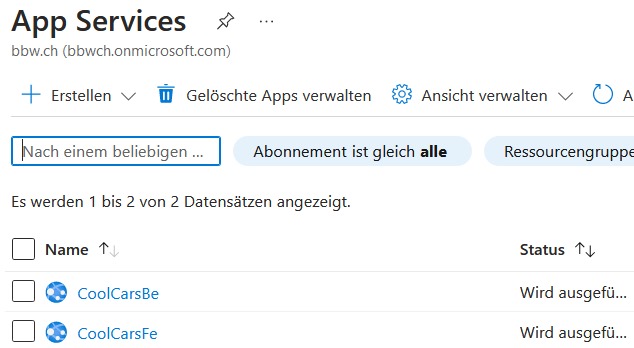 App Services
...
bbw.ch (bbwch.onmicrosoft.com)
+ Erstellen Gelöschte Apps verwalten Ansicht verwalten A
Nach einem beliebigen ... Abonnement ist gleich alle Ressourcengruppe
Es werden 1 bis 2 von 2 Datensätzen angezeigt.
Name ↑↓ Status ↑↓
CoolCarsBe Wird ausgefü...
CoolCarsFe Wird ausgefü...